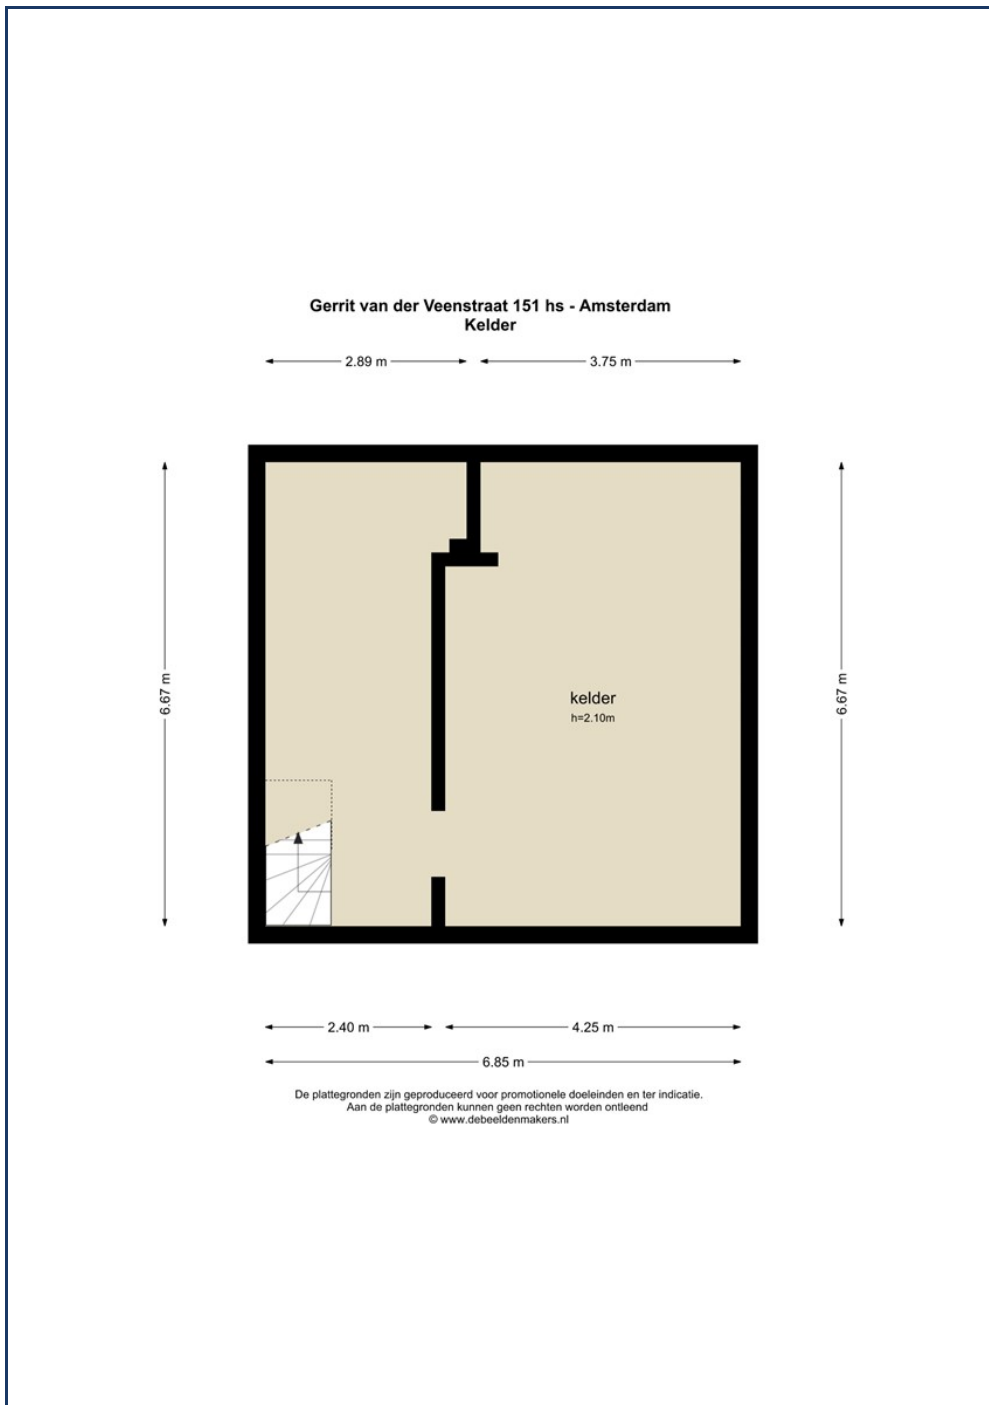 Gerrit van der Veenstraat 151 hs - Amsterdam
Kelder
2.89 m
3.75 m
6.67 m
6.67 m
kelder
h=2.10m
2.40 m
4.25 m
6.85 m
De plattegronden zijn geproduceerd voor promotionele doeleinden en ter indicatie.
Aan de plattegronden kunnen geen rechten worden ontleend
© www.debeeldenmakers.nl